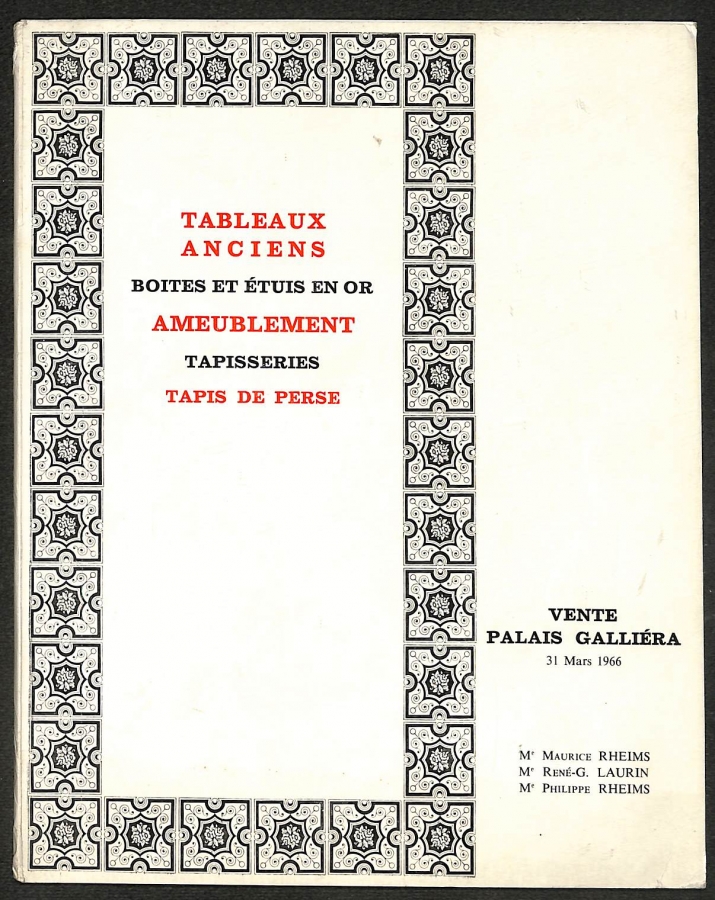 TABLEAUX
ANCIENS
BOITES ET ÉTUIS EN OR
AMEUBLEMENT
TAPISSERIES
TAPIS DE PERSE
VENTE
PALAIS GALLIÉRA
31 Mars 1966
Mᵉ Maurice RHEIMS
Mᵉ René-G. LAURIN
Mᵉ Philippe RHEIMS